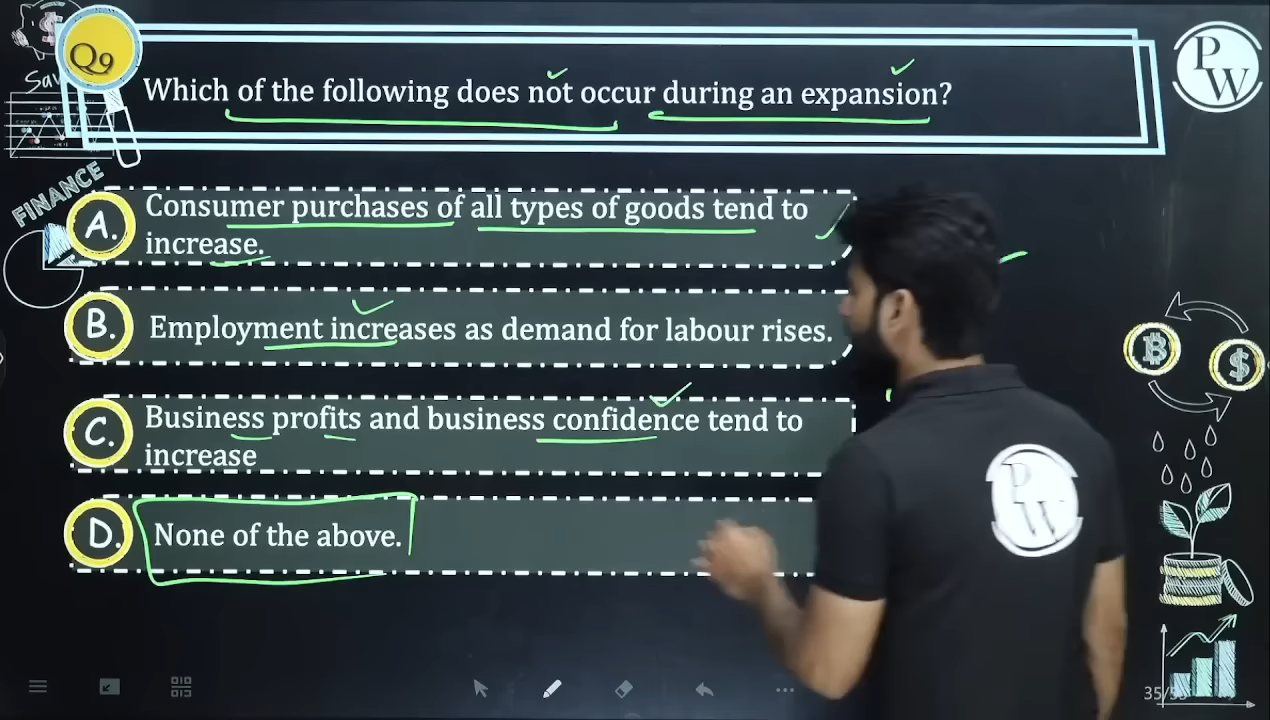 Q9
Which of the following does not occur during an expansion?
P
W
Sav
FINANCE
A. Consumer purchases of all types of goods tend to
increase.
B. Employment increases as demand for labour rises.
C. Business profits and business confidence tend to
increase
D. None of the above.
P
W
35/